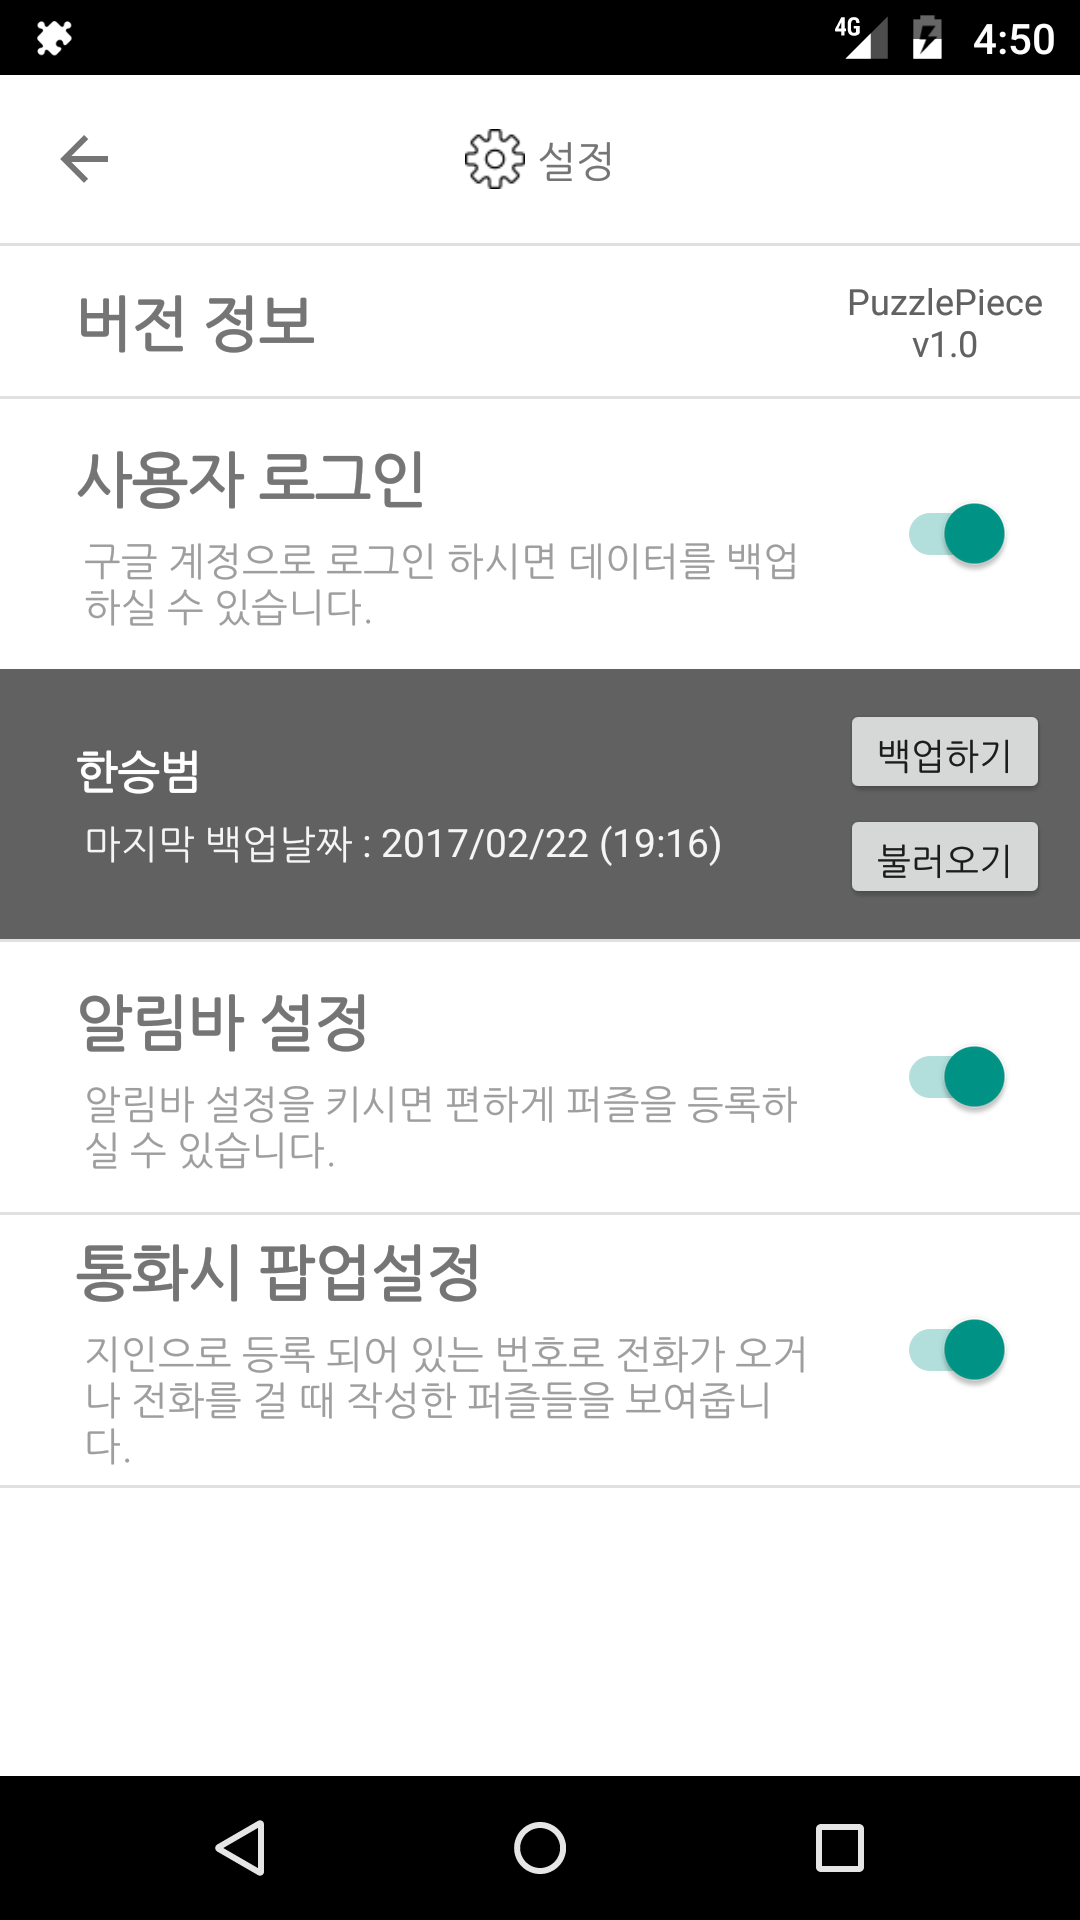 4G 4:50
설정
버전 정보
PuzzlePiece
v1.0
사용자 로그인
구글 계정으로 로그인 하시면 데이터를 백업
하실 수 있습니다.
한승범
마지막 백업날짜 : 2017/02/22 (19:16)
백업하기
불러오기
알림바 설정
알림바 설정을 키시면 편하게 퍼즐을 등록하
실 수 있습니다.
통화시 팝업설정
지인으로 등록 되어 있는 번호로 전화가 오거
나 전화를 걸 때 작성한 퍼즐들을 보여줍니
다.